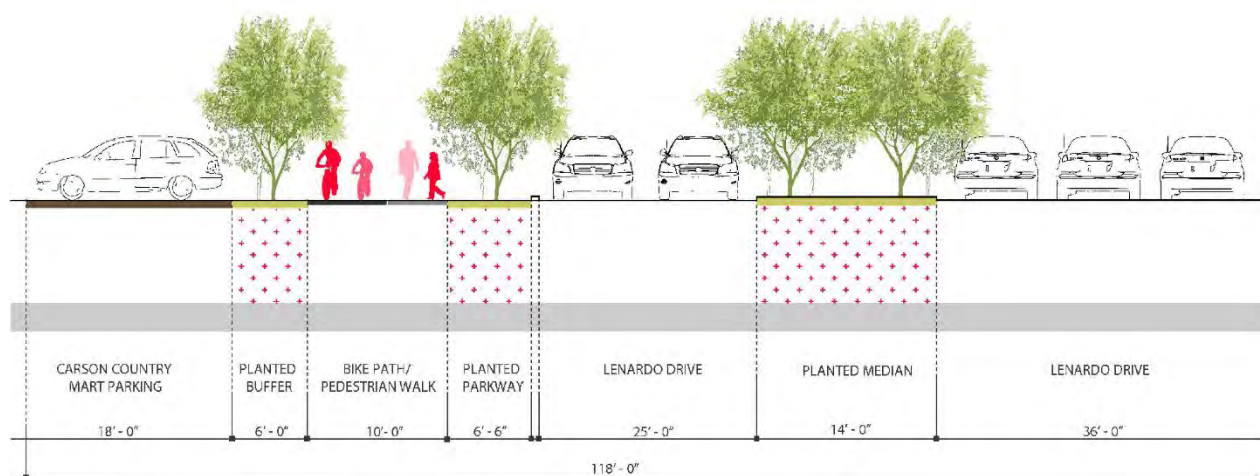 CARSON COUNTRY
MART PARKING
PLANTED
BUFFER
BIKE PATH/
PEDESTRIAN WALK
PLANTED
PARKWAY
LENARDO DRIVE
PLANTED MEDIAN
LENARDO DRIVE
18' - 0"
6' - 0"
10' - 0"
6' - 6"
25' - 0"
14' - 0"
36' - 0"
118' - 0"